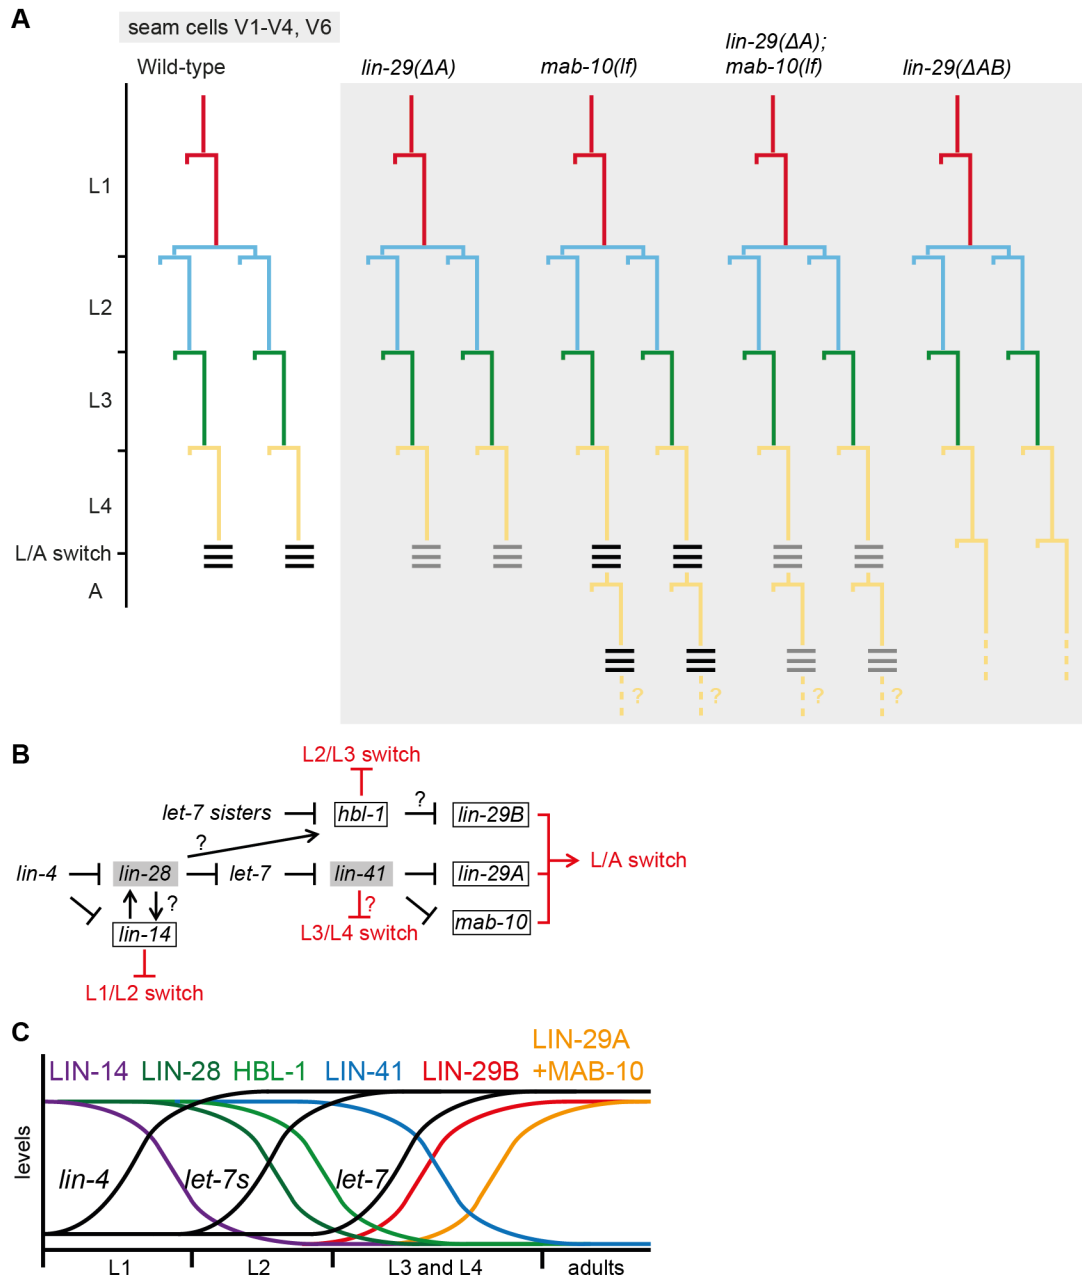 A
seam cells V1-V4, V6
Wild-type
lin-29(ΔA)
mab-10(lf)
lin-29(ΔA);
mab-10(lf)
lin-29(ΔAB)
L1
L2
L3
L4
L/A switch
A
? ? ? ?
B
L2/L3 switch
let-7 sisters
hbl-1
?
lin-29B
?
lin-4
lin-28
let-7
lin-41
lin-29A
L/A switch
?
?
lin-14
L3/L4 switch
mab-10
L1/L2 switch
C
LIN-14
LIN-28
HBL-1
LIN-41
LIN-29B
LIN-29A
+MAB-10
levels
lin-4
let-7s
let-7
L1
L2
L3 and L4
adults